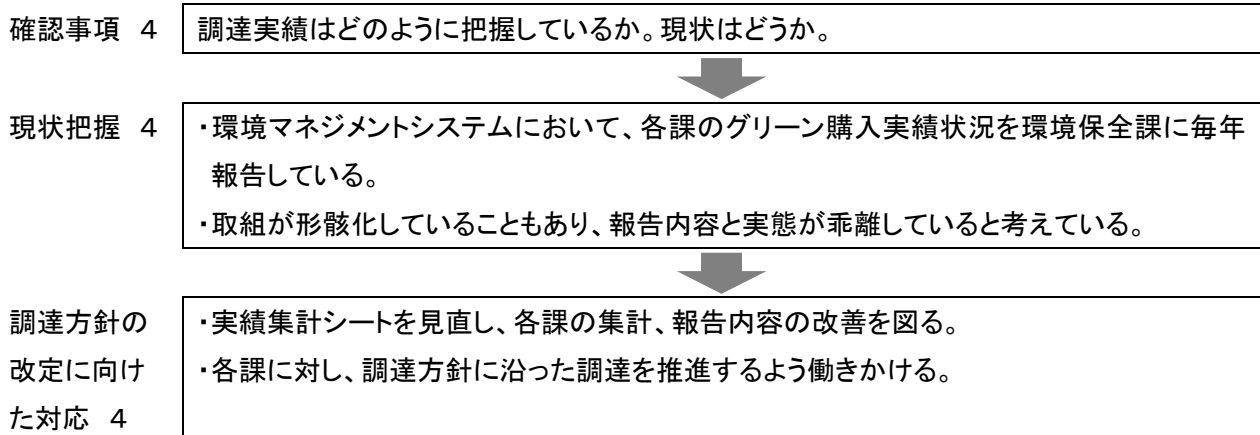 確認事項 ４
調達実績はどのように把握しているか。現状はどうか。
現状把握 ４
・環境マネジメントシステムにおいて、各課のグリーン購入実績状況を環境保全課に毎年
報告している。
・取組が形骸化していることもあり、報告内容と実態が乖離していると考えている。
調達方針の
改定に向け
た対応 ４
・実績集計シートを見直し、各課の集計、報告内容の改善を図る。
・各課に対し、調達方針に沿った調達を推進するよう働きかける。